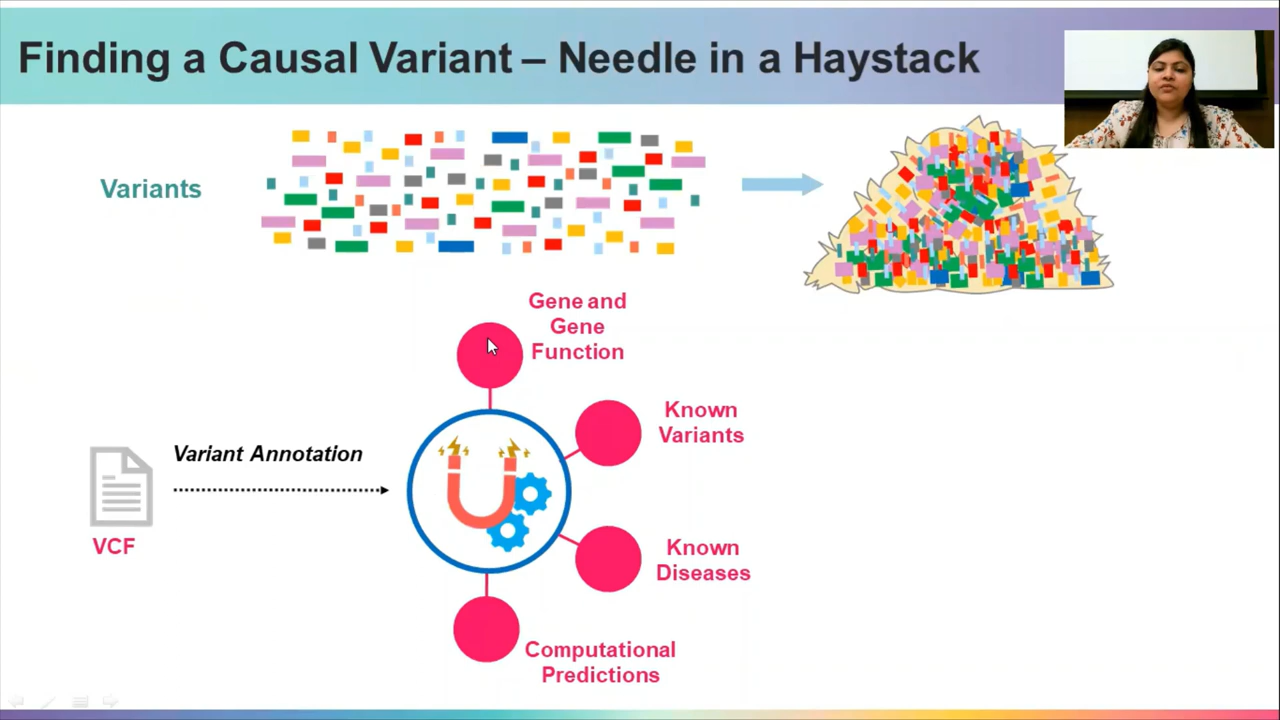 Finding a Causal Variant – Needle in a Haystack
Variants
Gene and
Gene
Function
Known
Variants
Variant Annotation
VCF
Known
Diseases
Computational
Predictions